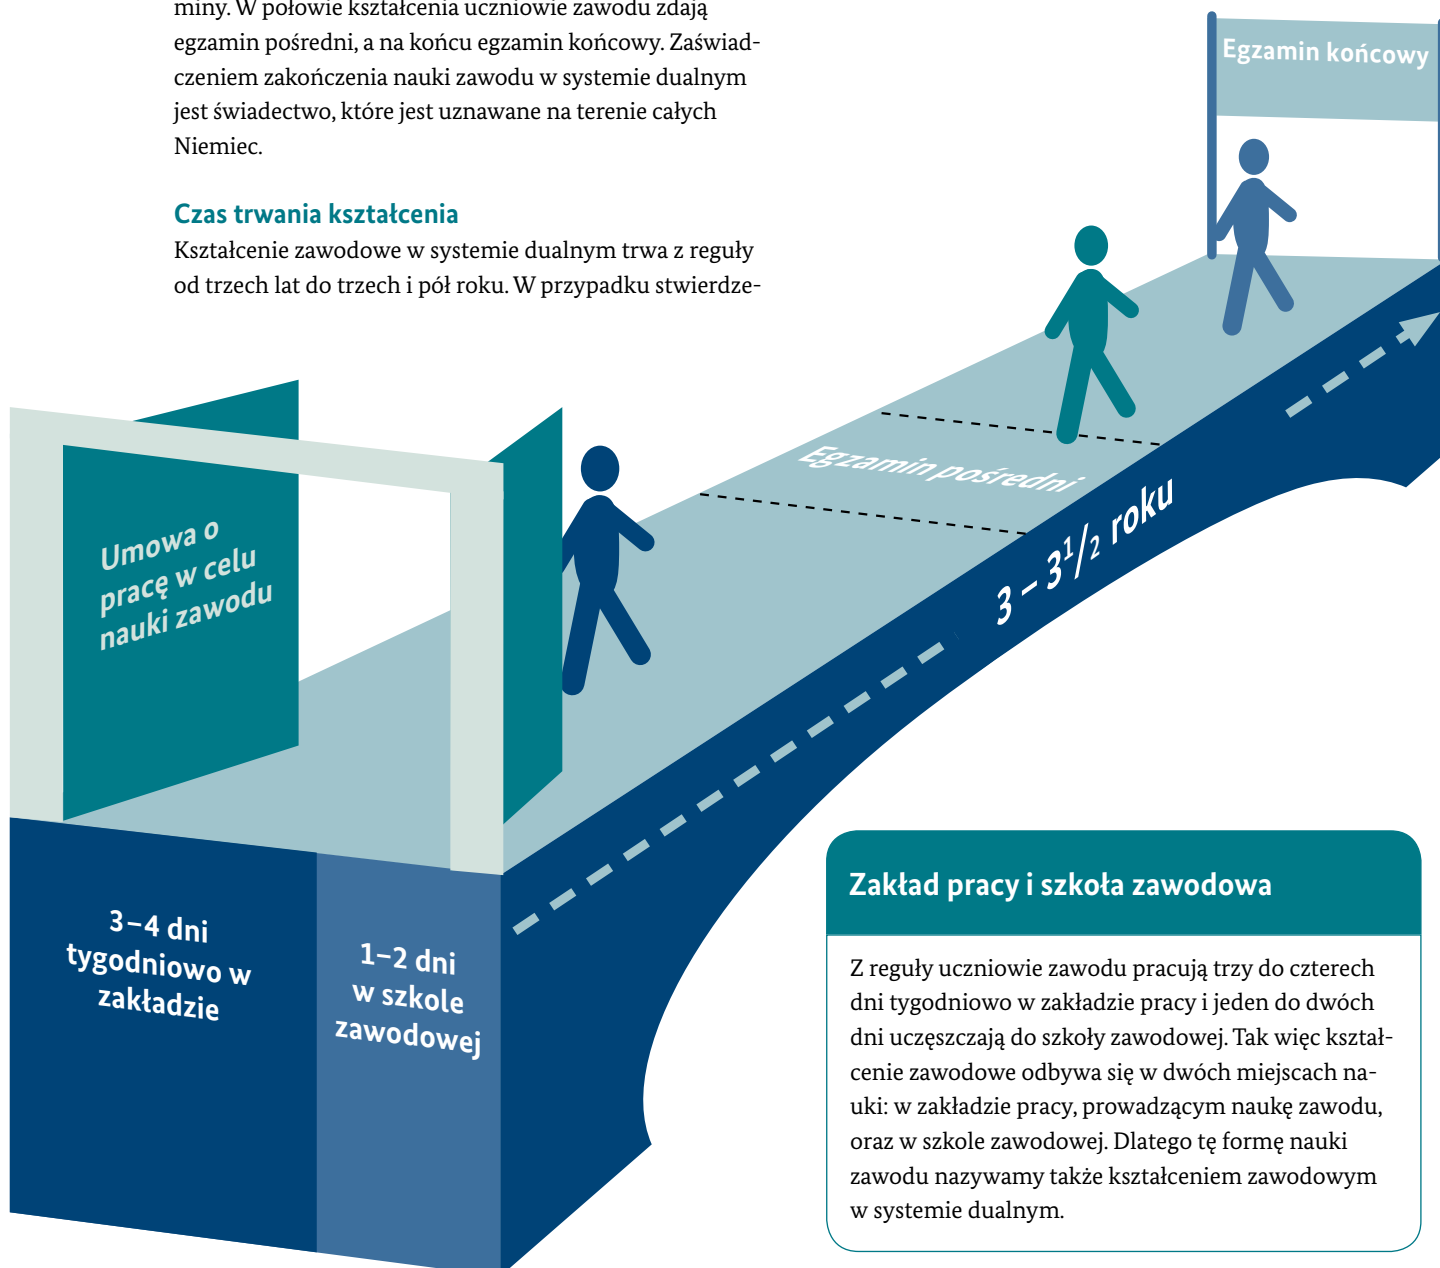 miny. W połowie kształcenia uczniowie zawodu zdają
egzamin pośredni, a na końcu egzamin końcowy. Zaświad-
czeniem zakończenia nauki zawodu w systemie dualnym
jest świadectwo, które jest uznawane na terenie całych
Niemiec.
Czas trwania kształcenia
Kształcenie zawodowe w systemie dualnym trwa z reguły
od trzech lat do trzech i pół roku. W przypadku stwierdze-
Egzamin końcowy
Egzamin pośredni
3 – 3 1/2 roku
Umowa o
pracę w celu
nauki zawodu
3–4 dni
tygodniowo w
zakładzie
1–2 dni
w szkole
zawodowej
Zakład pracy i szkoła zawodowa
Z reguły uczniowie zawodu pracują trzy do czterech
dni tygodniowo w zakładzie pracy i jeden do dwóch
dni uczęszczają do szkoły zawodowej. Tak więc kształ-
cenie zawodowe odbywa się w dwóch miejscach na-
uki: w zakładzie pracy, prowadzącym naukę zawodu,
oraz w szkole zawodowej. Dlatego tę formę nauki
zawodu nazywamy także kształceniem zawodowym
w systemie dualnym.